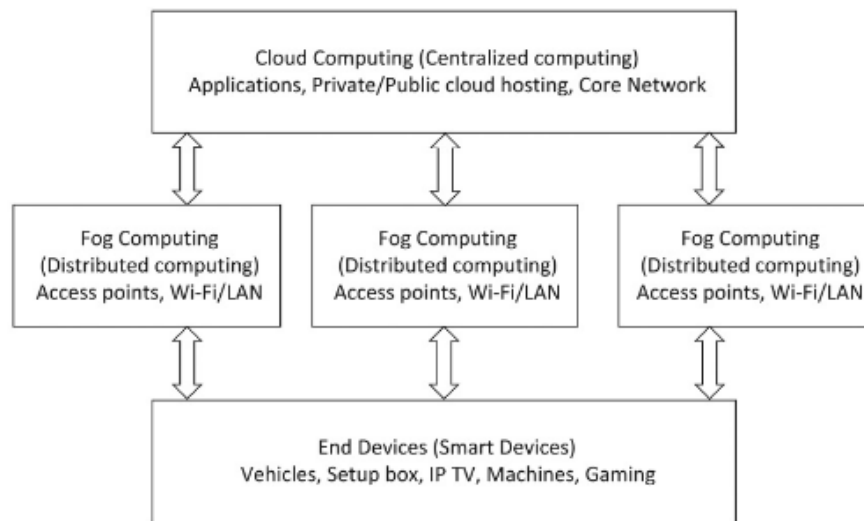 Cloud Computing (Centralized computing)
Applications, Private/Public cloud hosting, Core Network
Fog Computing
(Distributed computing)
Access points, Wi-Fi/LAN
Fog Computing
(Distributed computing)
Access points, Wi-Fi/LAN
Fog Computing
(Distributed computing)
Access points, Wi-Fi/LAN
End Devices (Smart Devices)
Vehicles, Setup box, IP TV, Machines, Gaming